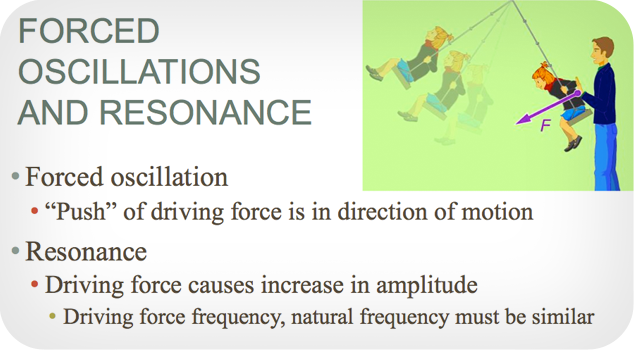 FORCED
OSCILLATIONS
AND RESONANCE
F
• Forced oscillation
• “Push” of driving force is in direction of motion
• Resonance
• Driving force causes increase in amplitude
• Driving force frequency, natural frequency must be similar